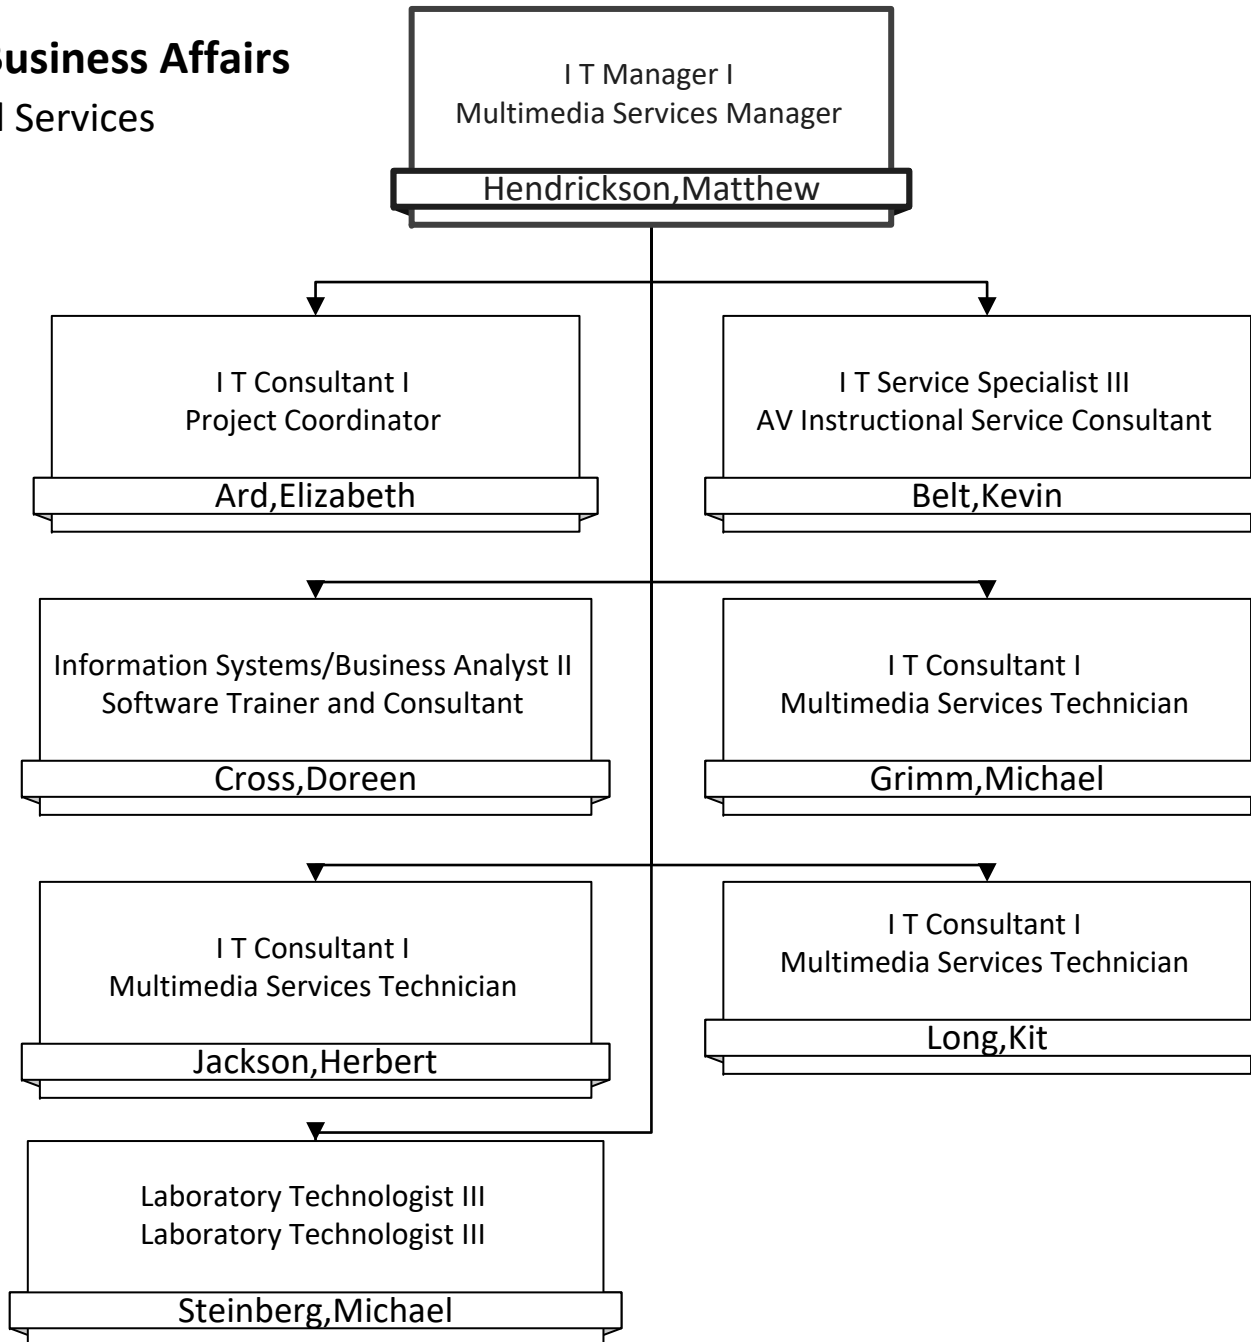 Business Affairs
Services
I T Manager I
Multimedia Services Manager
Hendrickson,Matthew
I T Consultant I
Project Coordinator
Ard,Elizabeth
I T Service Specialist III
AV Instructional Service Consultant
Belt,Kevin
Information Systems/Business Analyst II
Software Trainer and Consultant
Cross,Doreen
I T Consultant I
Multimedia Services Technician
Grimm,Michael
I T Consultant I
Multimedia Services Technician
Jackson,Herbert
I T Consultant I
Multimedia Services Technician
Long,Kit
Laboratory Technologist III
Laboratory Technologist III
Steinberg,Michael